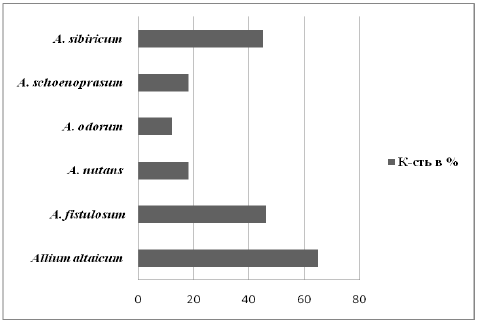 A. sibiricum
A. schoenoprasum
A. odorum
A. nutans
A. fistulosum
Allium altaicum
0 20 40 60 80
К-сть в %